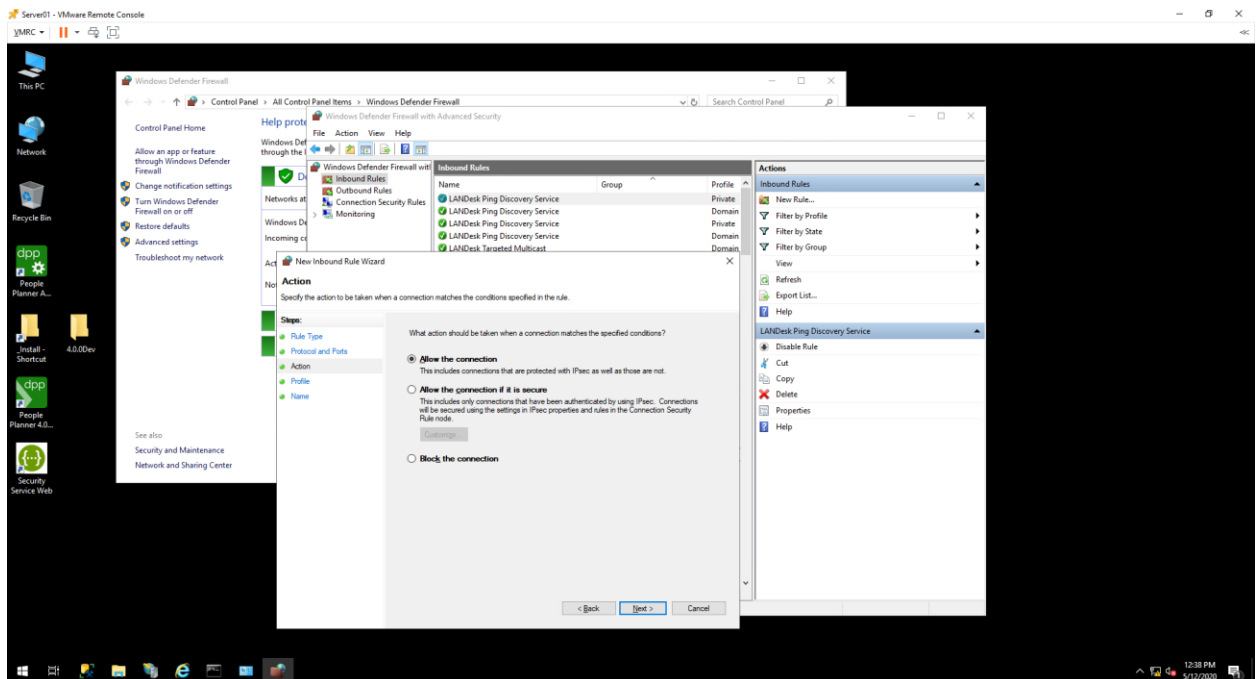 Server01 - VMware Remote Console
VMRC
This PC
Network
Recycle Bin
dpp
People
Planner A...
_Install -
Shortcut
4.0.0Dev
dpp
People
Planner 4.0...
Security
Service Web
Windows Defender Firewall
Control Panel > All Control Panel Items > Windows Defender Firewall
Search Control Panel
Control Panel Home
Allow an app or feature
through Windows Defender
Firewall
Change notification settings
Turn Windows Defender
Firewall on or off
Restore defaults
Advanced settings
Troubleshoot my network
See also
Security and Maintenance
Network and Sharing Center
Help prote
Windows Def
through the I
Networks at
Windows De
Incoming co
Act
No
Windows Defender Firewall with Advanced Security
File Action View Help
Windows Defender Firewall with
Inbound Rules
Outbound Rules
Connection Security Rules
Monitoring
Inbound Rules
Name Group Profile
LANDesk Ping Discovery Service Private
LANDesk Ping Discovery Service Domain
LANDesk Ping Discovery Service Private
LANDesk Ping Discovery Service Domain
LANDesk Targeted Multicast Domain
Actions
Inbound Rules
New Rule...
Filter by Profile
Filter by State
Filter by Group
View
Refresh
Export List...
Help
LANDesk Ping Discovery Service
Disable Rule
Cut
Copy
Delete
Properties
Help
New Inbound Rule Wizard
Action
Specify the action to be taken when a connection matches the conditions specified in the rule.
Steps:
Rule Type
Protocol and Ports
Action
Profile
Name
What action should be taken when a connection matches the specified conditions?
Allow the connection
This includes connections that are protected with IPsec as well as those are not.
Allow the connection if it is secure
This includes only connections that have been authenticated by using IPsec. Connections
will be secured using the settings in IPsec properties and rules in the Connection Security
Rule node.
Customize...
Block the connection
< Back
Next >
Cancel
12:38 PM
5/12/2020